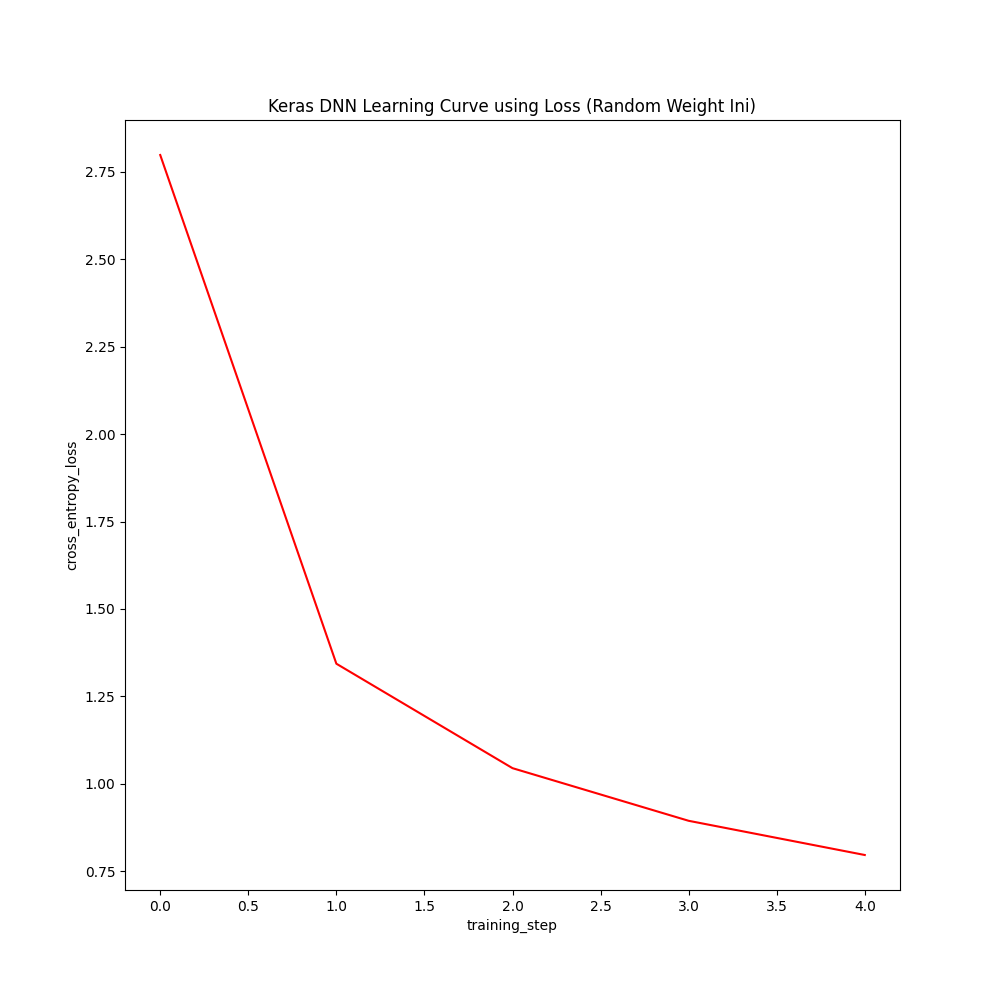 Keras DNN Learning Curve using Loss (Random Weight Ini)
2.75
2.50
2.25
2.00
1.75
1.50
1.25
1.00
0.75
cross_entropy_loss
0.0 0.5 1.0 1.5 2.0 2.5 3.0 3.5 4.0
training_step